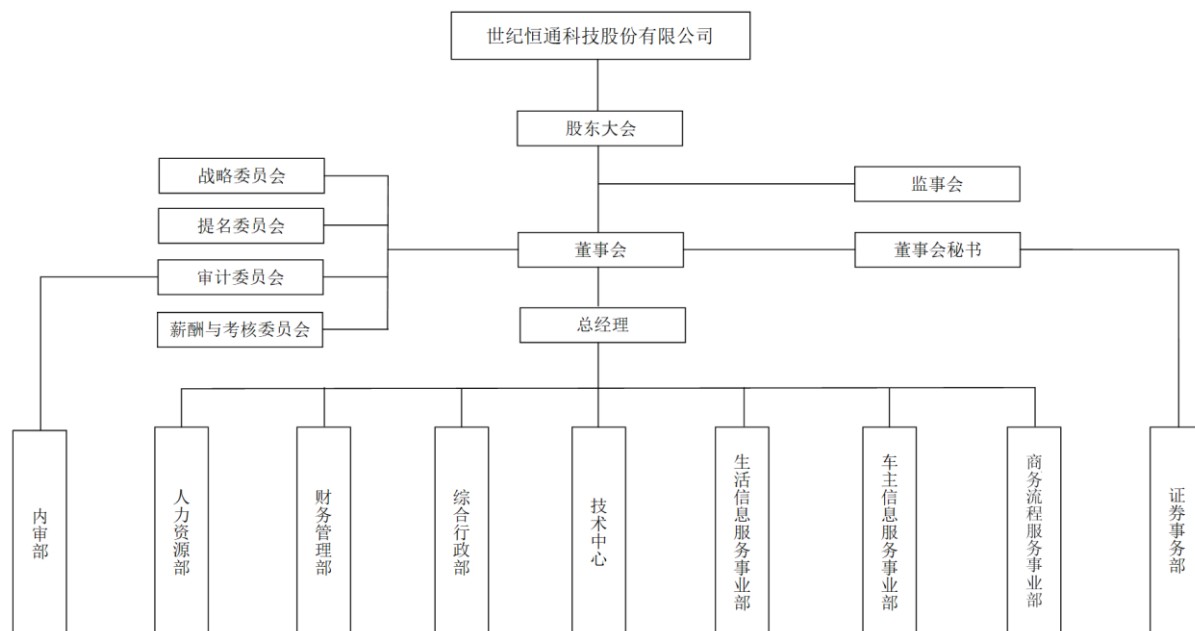 世纪恒通科技股份有限公司
股东大会
战略委员会
监事会
提名委员会
董事会
董事会秘书
审计委员会
总经理
薪酬与考核委员会
内审部
人力资源部
财务管理部
综合行政部
技术中心
生活信息服务事业部
车主信息服务事业部
商务流程服务事业部
证券事务部